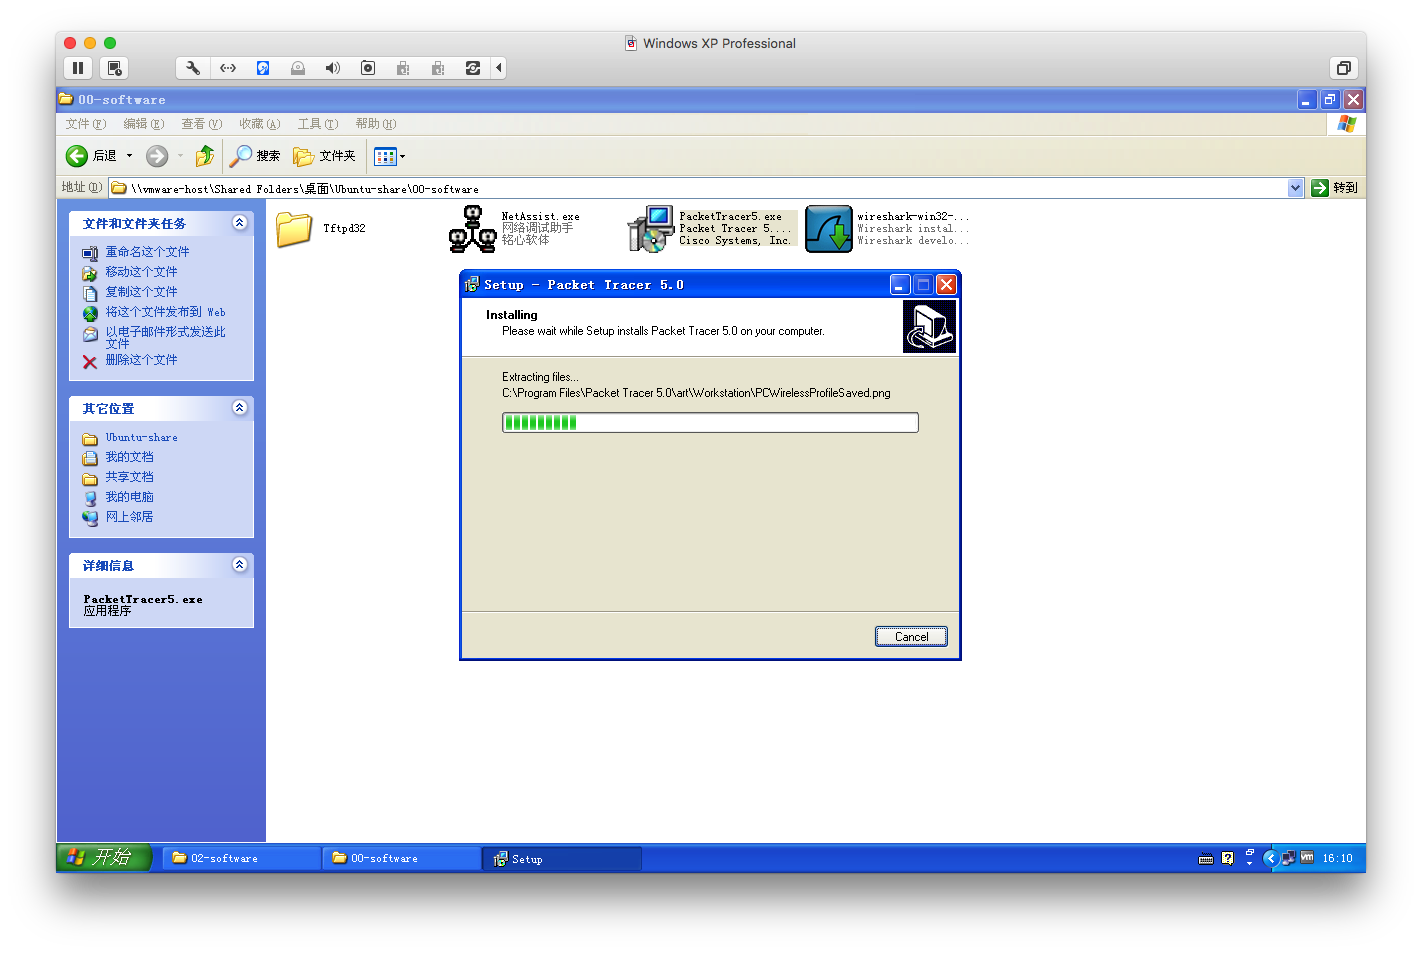 Windows XP Professional
00-software
文件(F) 编辑(E) 查看(V) 收藏(A) 工具(T) 帮助(H)
后退 搜索 文件夹
地址(D) \\vmware-host\Shared Folders\桌面\Ubuntu-share\00-software 转到
文件和文件夹任务
重命名这个文件
移动这个文件
复制这个文件
将这个文件发布到 Web
以电子邮件形式发送此
文件
删除这个文件
其它位置
Ubuntu-share
我的文档
共享文档
我的电脑
网上邻居
详细信息
PacketTracer5.exe
应用程序
Tftpd32
NetAssist.exe
网络调试助手
铭心软体
PacketTracer5.exe
Packet Tracer 5....
Cisco Systems, Inc.
wireshark-win32-...
Wireshark instal...
Wireshark develo...
Setup - Packet Tracer 5.0
Installing
Please wait while Setup installs Packet Tracer 5.0 on your computer.
Extracting files...
C:\Program Files\Packet Tracer 5.0\art\Workstation\PCWirelessProfileSaved.png
Cancel
开始 02-software 00-software Setup vm 16:10